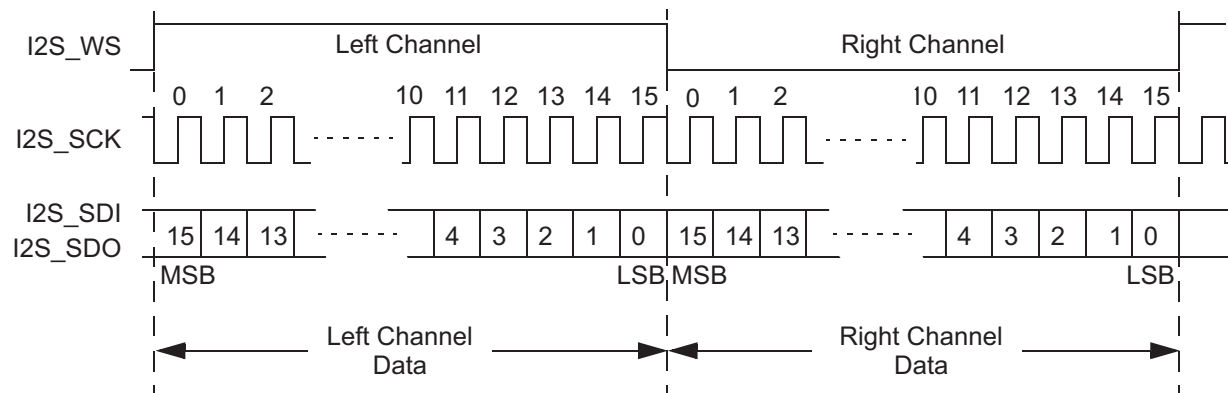 I2S_WS Left Channel Right Channel
0 1 2 10 11 12 13 14 15 0 1 2 10 11 12 13 14 15
I2S_SCK
I2S_SDI
I2S_SDO
15 14 13 4 3 2 1 0 15 14 13 4 3 2 1 0
MSB LSB MSB LSB
Left Channel Right Channel
Data Data